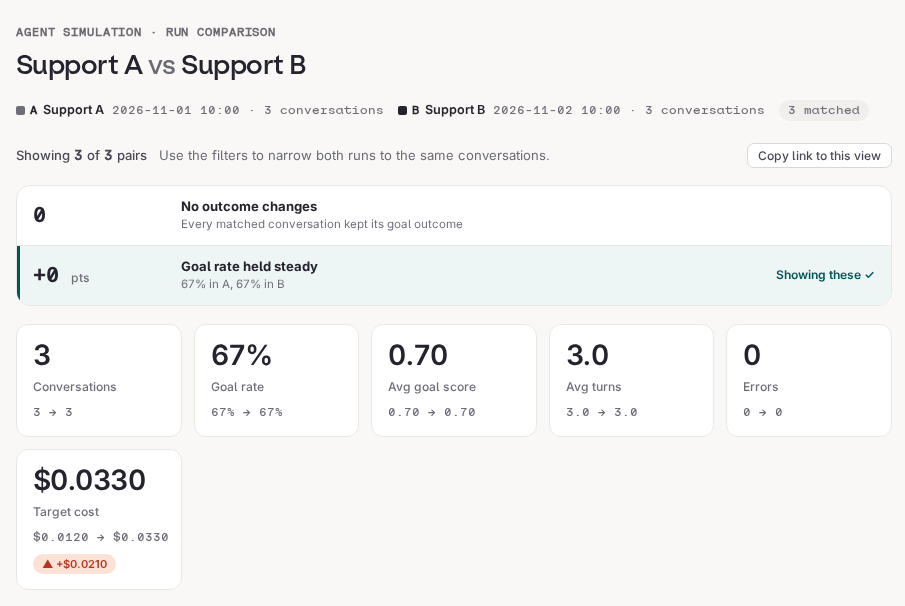 AGENT SIMULATION · RUN COMPARISON
Support A vs Support B
A Support A 2026-11-01 10:00 · 3 conversations B Support B 2026-11-02 10:00 · 3 conversations 3 matched
Showing 3 of 3 pairs Use the filters to narrow both runs to the same conversations. Copy link to this view
0 No outcome changes
Every matched conversation kept its goal outcome
+0 pts Goal rate held steady
67% in A, 67% in B
Showing these ✓
3
Conversations
3 → 3
67%
Goal rate
67% → 67%
0.70
Avg goal score
0.70 → 0.70
3.0
Avg turns
3.0 → 3.0
0
Errors
0 → 0
$0.0330
Target cost
$0.0120 → $0.0330
▲ +$0.0210